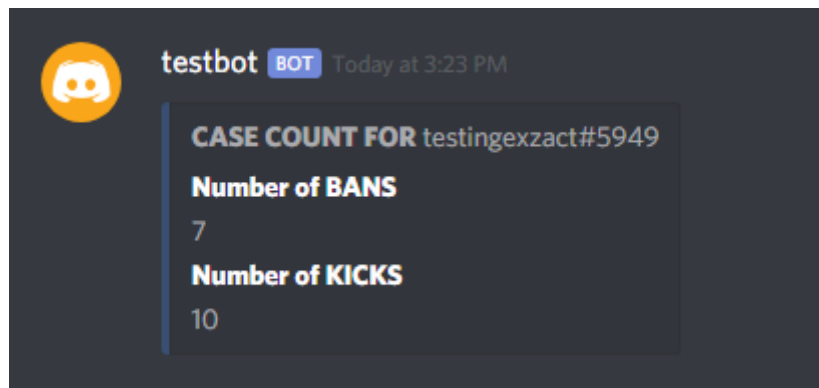 testbot BOT Today at 3:23 PM
CASE COUNT FOR testingexzact#5949
Number of BANS
7
Number of KICKS
10